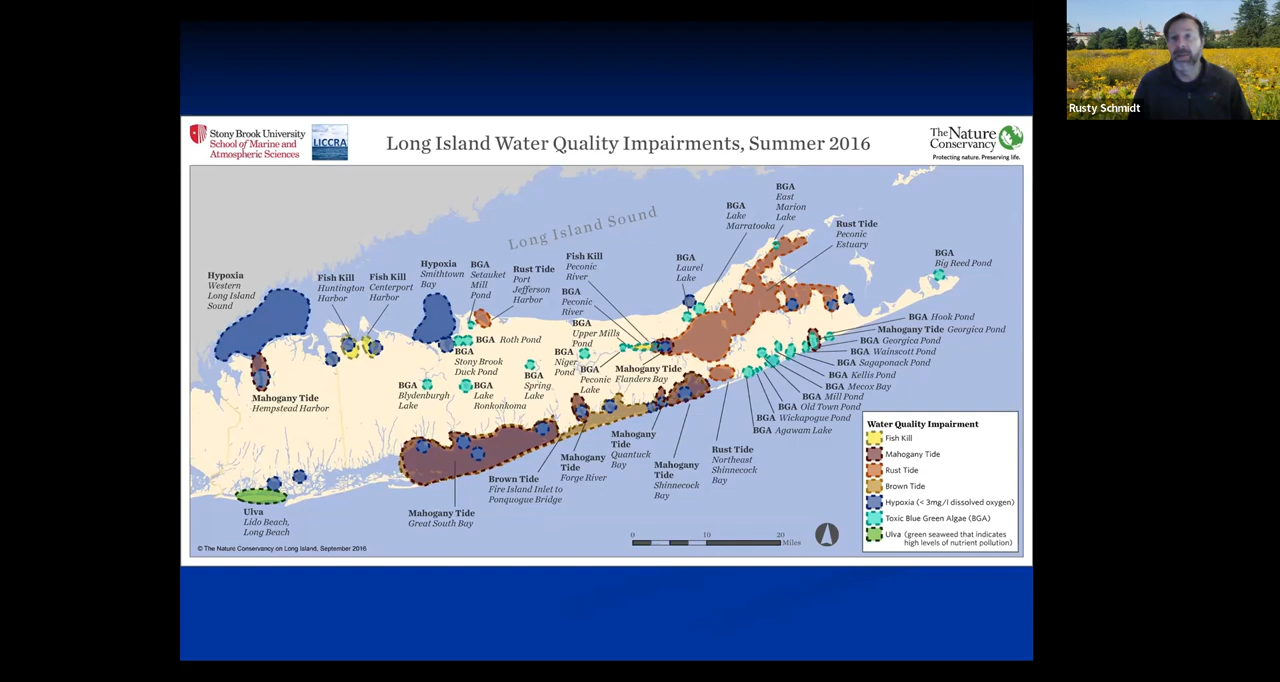 Rusty Schmidt
Stony Brook University
School of Marine and
Atmospheric Sciences
LICCRA
Long Island Water Quality Impairments, Summer 2016
The Nature
Conservancy
Protecting nature. Preserving life.
Long Island Sound
Hypoxia
Western
Long Island
Sound
Fish Kill
Huntington
Harbor
Fish Kill
Centerport
Harbor
Hypoxia
Smithtown
Bay
BGA
Setauket
Mill
Pond
Rust Tide
Port
Jefferson
Harbor
Fish Kill
Peconic
River
BGA
Peconic
River
BGA
Upper Mills
Pond
BGA
Laurel
Lake
BGA
Lake
Marratooka
BGA
East
Marion
Lake
Rust Tide
Peconic
Estuary
BGA
Big Reed Pond
BGA Roth Pond
BGA
Stony Brook
Duck Pond
BGA
Niger
Pond
BGA
Spring
Lake
BGA
Peconic
Lake
Mahogany Tide
Flanders Bay
BGA Hook Pond
Mahogany Tide Georgica Pond
BGA Georgica Pond
BGA Wainscott Pond
BGA Sagaponack Pond
BGA Kellis Pond
BGA Mecox Bay
BGA Mill Pond
BGA Old Town Pond
BGA Wickapogue Pond
BGA Agawam Lake
Mahogany Tide
Hempstead Harbor
BGA
Blydenburgh
Lake
BGA
Lake
Ronkonkoma
Mahogany
Tide
Quantuck
Bay
Mahogany
Tide
Forge River
Mahogany
Tide
Shinnecock
Bay
Rust Tide
Northeast
Shinnecock
Bay
Brown Tide
Fire Island Inlet to
Ponquogue Bridge
Mahogany Tide
Great South Bay
Ulva
Lido Beach,
Long Beach
Water Quality Impairment
Fish Kill
Mahogany Tide
Rust Tide
Brown Tide
Hypoxia (< 3mg/l dissolved oxygen)
Toxic Blue Green Algae (BGA)
Ulva (green seaweed that indicates
high levels of nutrient pollution)
0 10 20
Miles
© The Nature Conservancy on Long Island, September 2016